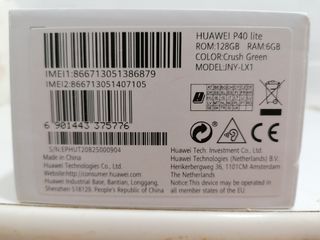 HUAWEI P40 lite
ROM:128GB RAM:6GB
COLOR:Crush Green
MODEL:JNY-LX1
IMEI1:866713051386879
IMEI2:866713051407105
6 901443 375776
S/N:EPHUT20825000904
Made in China
Huawei Technologies Co., Ltd.
Website:http://consumer.huawei.com
Huawei Industrial Base, Bantian, Longgang,
Shenzhen 518129, People's Republic of China
HUAWEI
CE
Huawei Tech. Investment Co., Ltd.
Huawei Technologies (Netherlands) B.V.
Herikerbergweg 36, 1101CM Amsterdam
The Netherlands
Notice:This device may be operated in all
member states of the EU